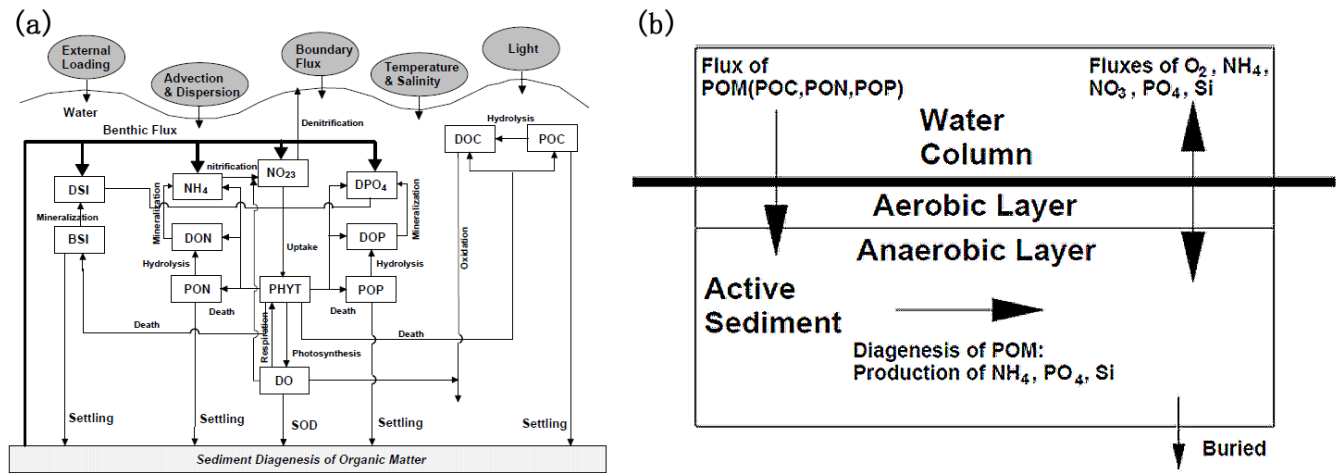 (a)
External
Loading
Advection
& Dispersion
Boundary
Flux
Temperature
& Salinity
Light
Water
Benthic Flux
Denitrification
Hydrolysis
DOC
POC
nitrification
DSI
NH₄
NO₂₃
DPO₄
Mineralization
Mineralization
Mineralization
BSI
DON
DOP
Uptake
Oxidation
Hydrolysis
Hydrolysis
PON
PHYT
POP
Death
Death
Death
Death
Respiration
Photosynthesis
DO
Settling
Settling
SOD
Settling
Settling
Sediment Diagenesis of Organic Matter
(b)
Flux of
POM(POC,PON,POP)
Fluxes of O₂ , NH₄,
NO₃ , PO₄, Si
Water
Column
Aerobic Layer
Anaerobic Layer
Active
Sediment
Diagenesis of POM:
Production of NH₄, PO₄, Si
Buried